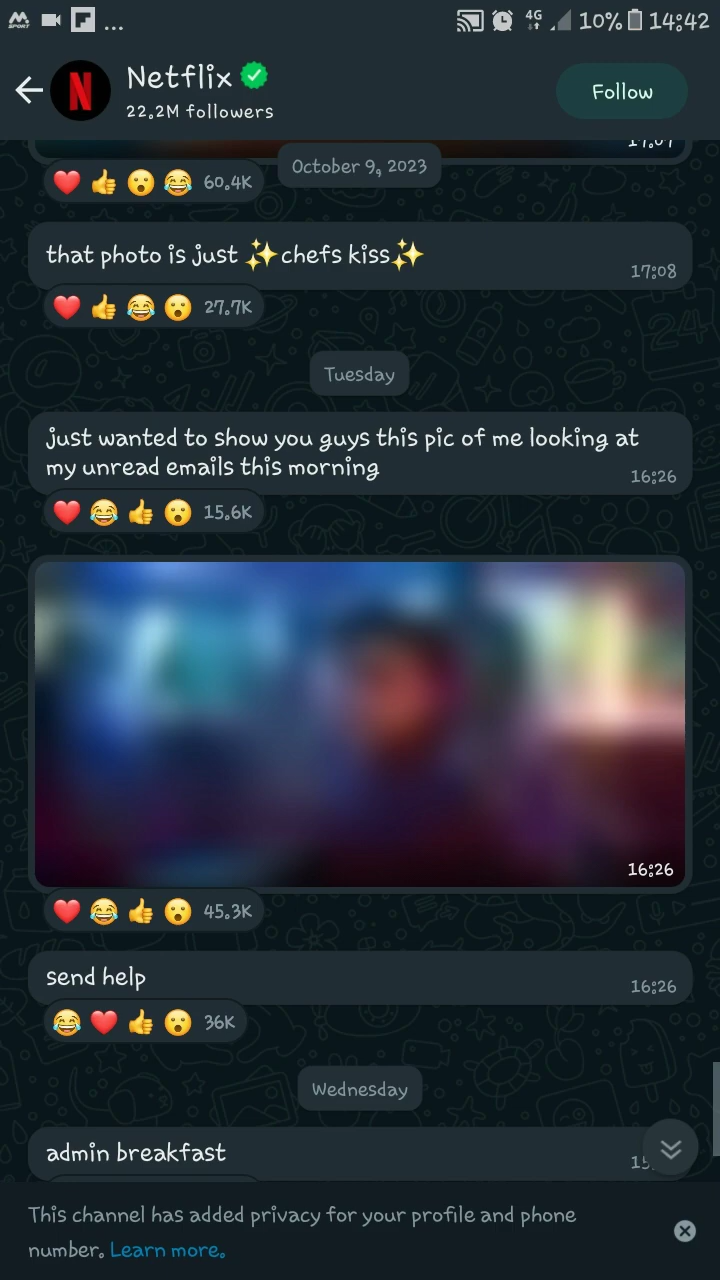 M SPORT ... 4G 10% 14:42
Netflix
22.2M followers
Follow
October 9, 2023
❤️👍😮😂 60.4K
that photo is just ✨chefs kiss✨
17:08
❤️👍😂😮 27.7K
Tuesday
just wanted to show you guys this pic of me looking at
my unread emails this morning
16:26
❤️😂👍😮 15.6K
16:26
❤️😂👍😮 45.3K
send help
16:26
😂❤️👍😮 36K
Wednesday
admin breakfast
This channel has added privacy for your profile and phone
number. Learn more.